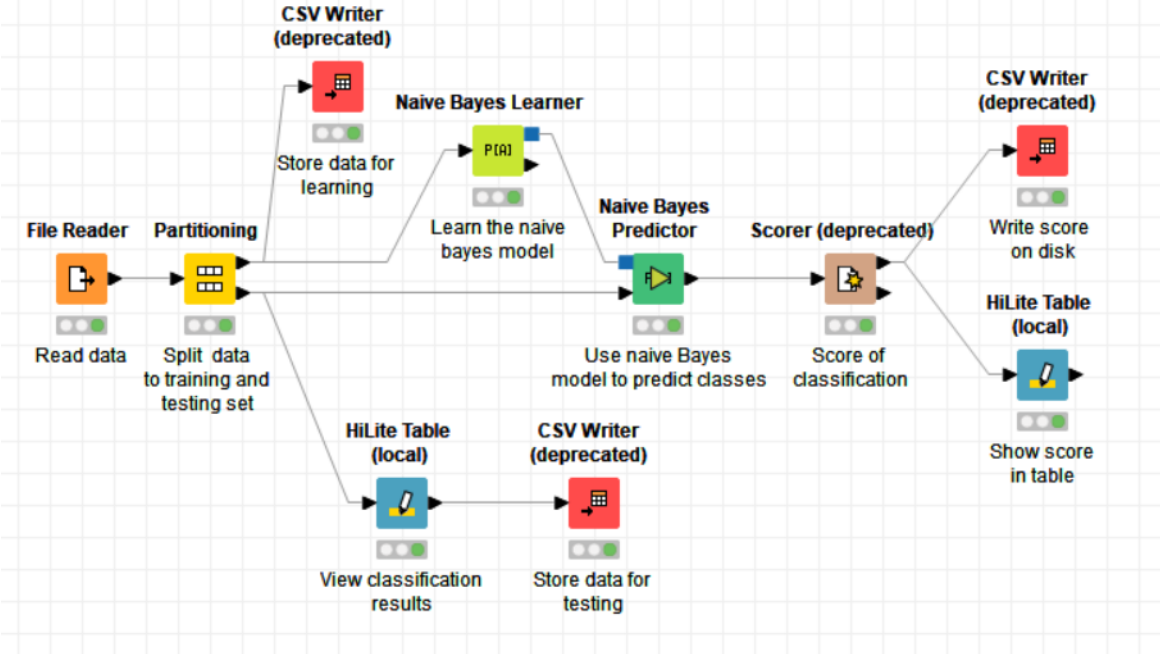 CSV Writer
(deprecated)
Store data for
learning
Naive Bayes Learner
P[A]
Learn the naive
bayes model
CSV Writer
(deprecated)
Write score
on disk
File Reader
Read data
Partitioning
Split data
to training and
testing set
Naive Bayes
Predictor
Use naive Bayes
model to predict classes
Scorer (deprecated)
Score of
classification
HiLite Table
(local)
Show score
in table
HiLite Table
(local)
View classification
results
CSV Writer
(deprecated)
Store data for
testing